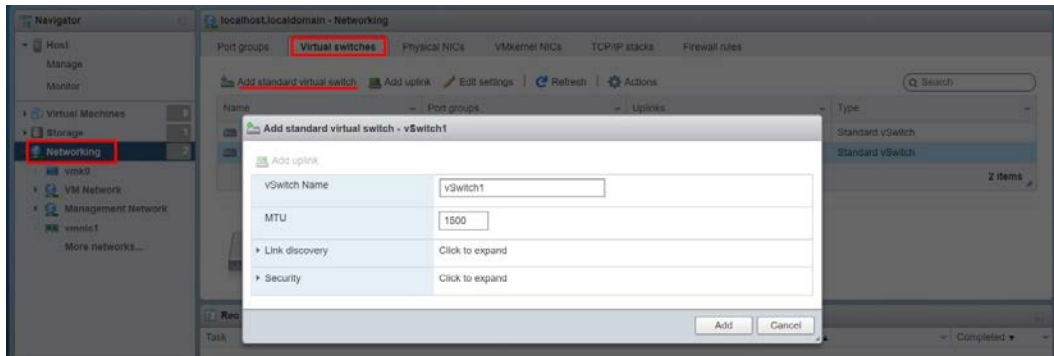 Navigator
localhost.localdomain - Networking
Host
Manage
Monitor
Virtual Machines
Storage
1
Networking
2
vmk0
VM Network
Management Network
vmnic1
More networks...
Port groups
Virtual switches
Physical NICs
VMkernel NICs
TCP/IP stacks
Firewall rules
Add standard virtual switch
Add uplink
Edit settings
Refresh
Actions
Search
Name
Port groups
Uplinks
Type
Standard vSwitch
Standard vSwitch
2 items
Add standard virtual switch - vSwitch1
Add uplink
vSwitch Name
vSwitch1
MTU
1500
Link discovery
Click to expand
Security
Click to expand
Add
Cancel
Rec
Task
Completed